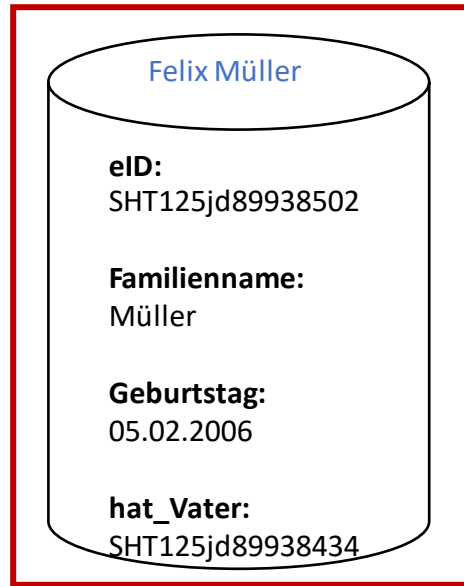 Felix Müller
eID:
SHT125jd89938502
Familienname:
Müller
Geburtstag:
05.02.2006
hat_Vater:
SHT125jd89938434